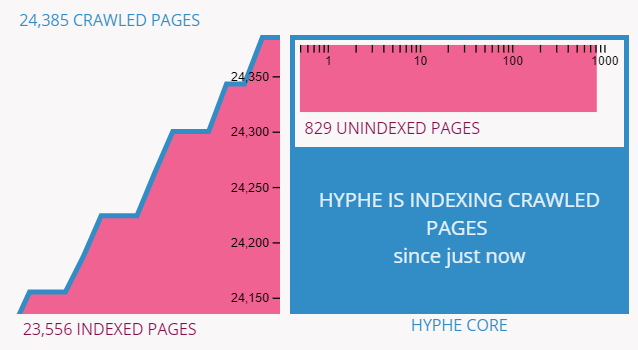 24,385 CRAWLED PAGES
24,350
24,300
24,250
24,200
24,150
23,556 INDEXED PAGES
1 10 100 1000
829 UNINDEXED PAGES
HYPHE IS INDEXING CRAWLED
PAGES
since just now
HYPHE CORE